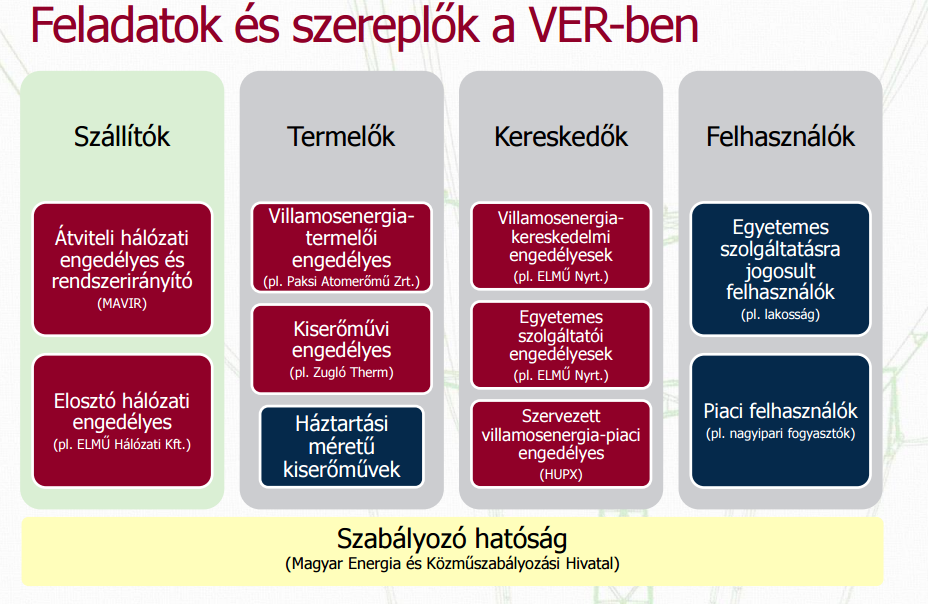 Feladatok és szereplők a VER-ben
Szállítók
Átviteli hálózati
engedélyes és
rendszerirányító
(MAVIR)
Elosztó hálózati
engedélyes
(pl. ELMŰ Hálózati Kft.)
Termelők
Villamosenergia-
termelői
engedélyes
(pl. Paksi Atomerőmű Zrt.)
Kiserőművi
engedélyes
(pl. Zugló Therm)
Háztartási
méretű
kiserőművek
Kereskedők
Villamosenergia-
kereskedelmi
engedélyesek
(pl. ELMŰ Nyrt.)
Egyetemes
szolgáltatói
engedélyesek
(pl. ELMŰ Nyrt.)
Szervezett
villamosenergia-piaci
engedélyes
(HUPX)
Felhasználók
Egyetemes
szolgáltatásra
jogosult
felhasználók
(pl. lakosság)
Piaci felhasználók
(pl. nagyipari fogyasztók)
Szabályozó hatóság
(Magyar Energia és Közműszabályozási Hivatal)